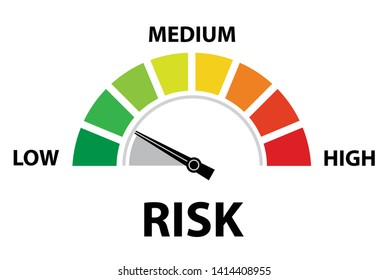 MEDIUM
LOW
HIGH
RISK
shutterstock.com · 1414408955